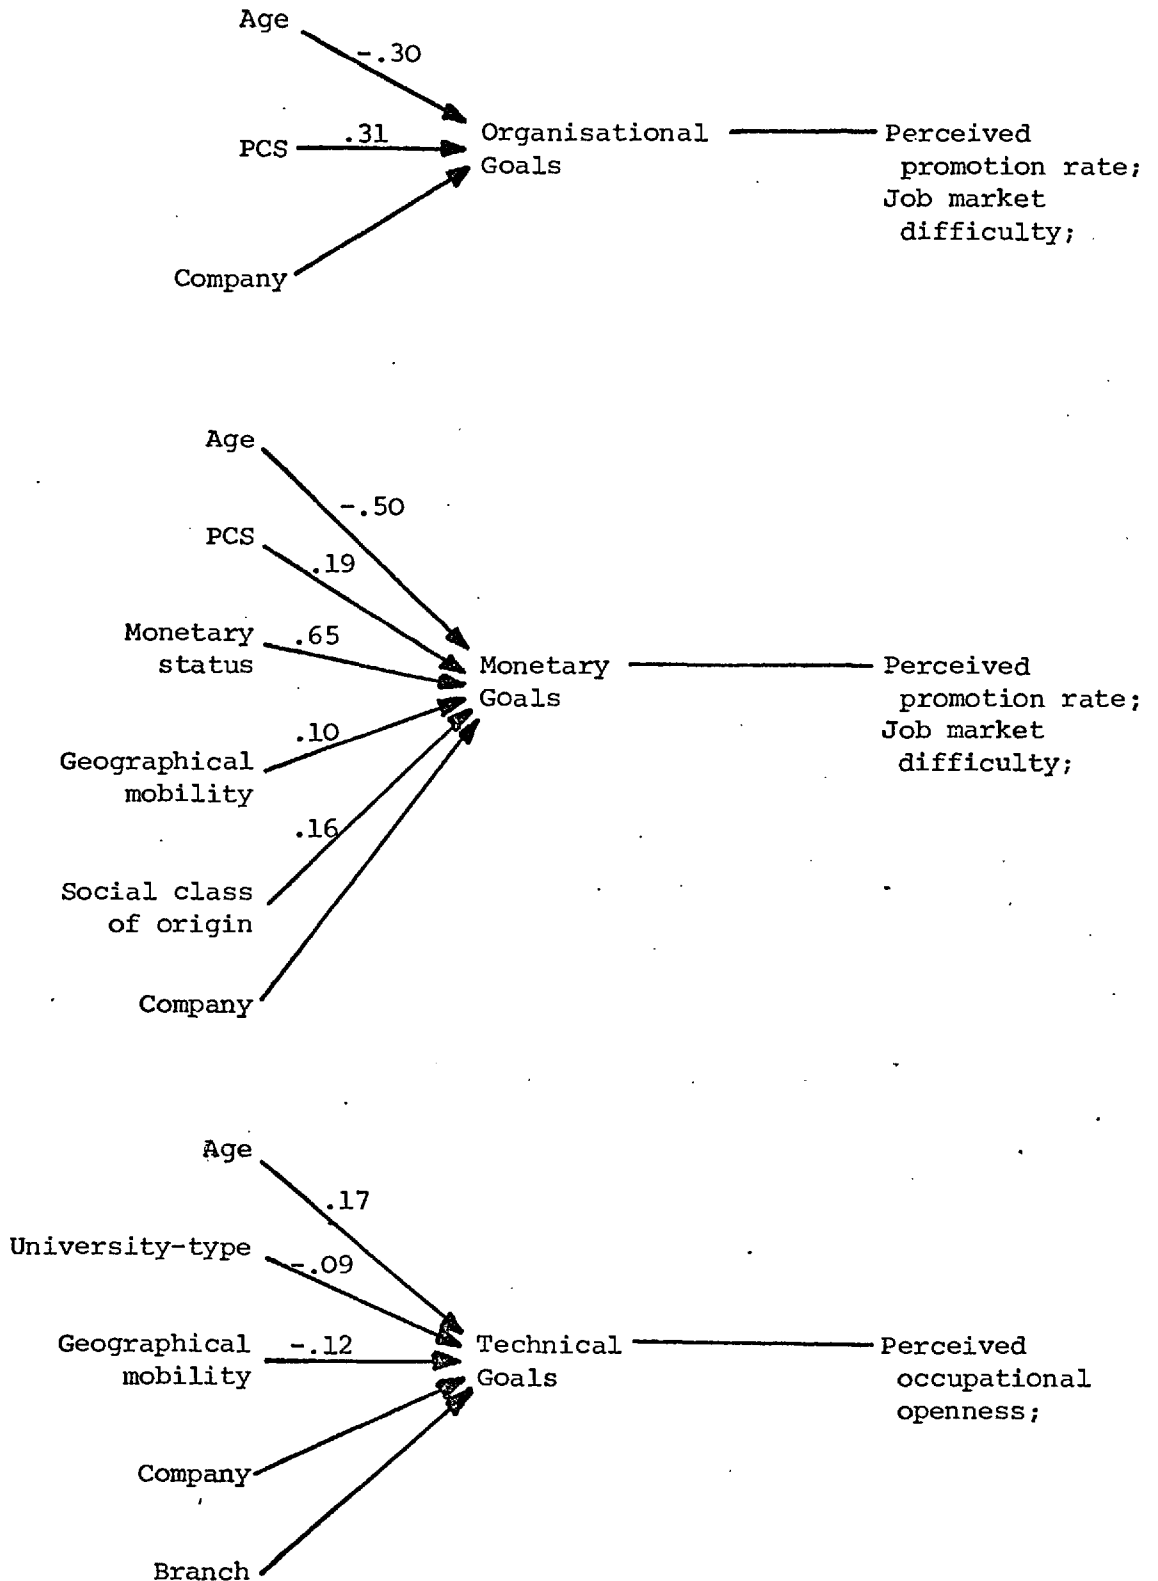 Age
-.30
PCS
.31
Organisational
Goals
Perceived
promotion rate;
Job market
difficulty;
Company
Age
-.50
PCS
.19
Monetary
status
.65
Monetary
Goals
Perceived
promotion rate;
Job market
difficulty;
.10
Geographical
mobility
.16
Social class
of origin
Company
Age
.17
University-type
-.09
Geographical
mobility
-.12
Technical
Goals
Perceived
occupational
openness;
Company
Branch